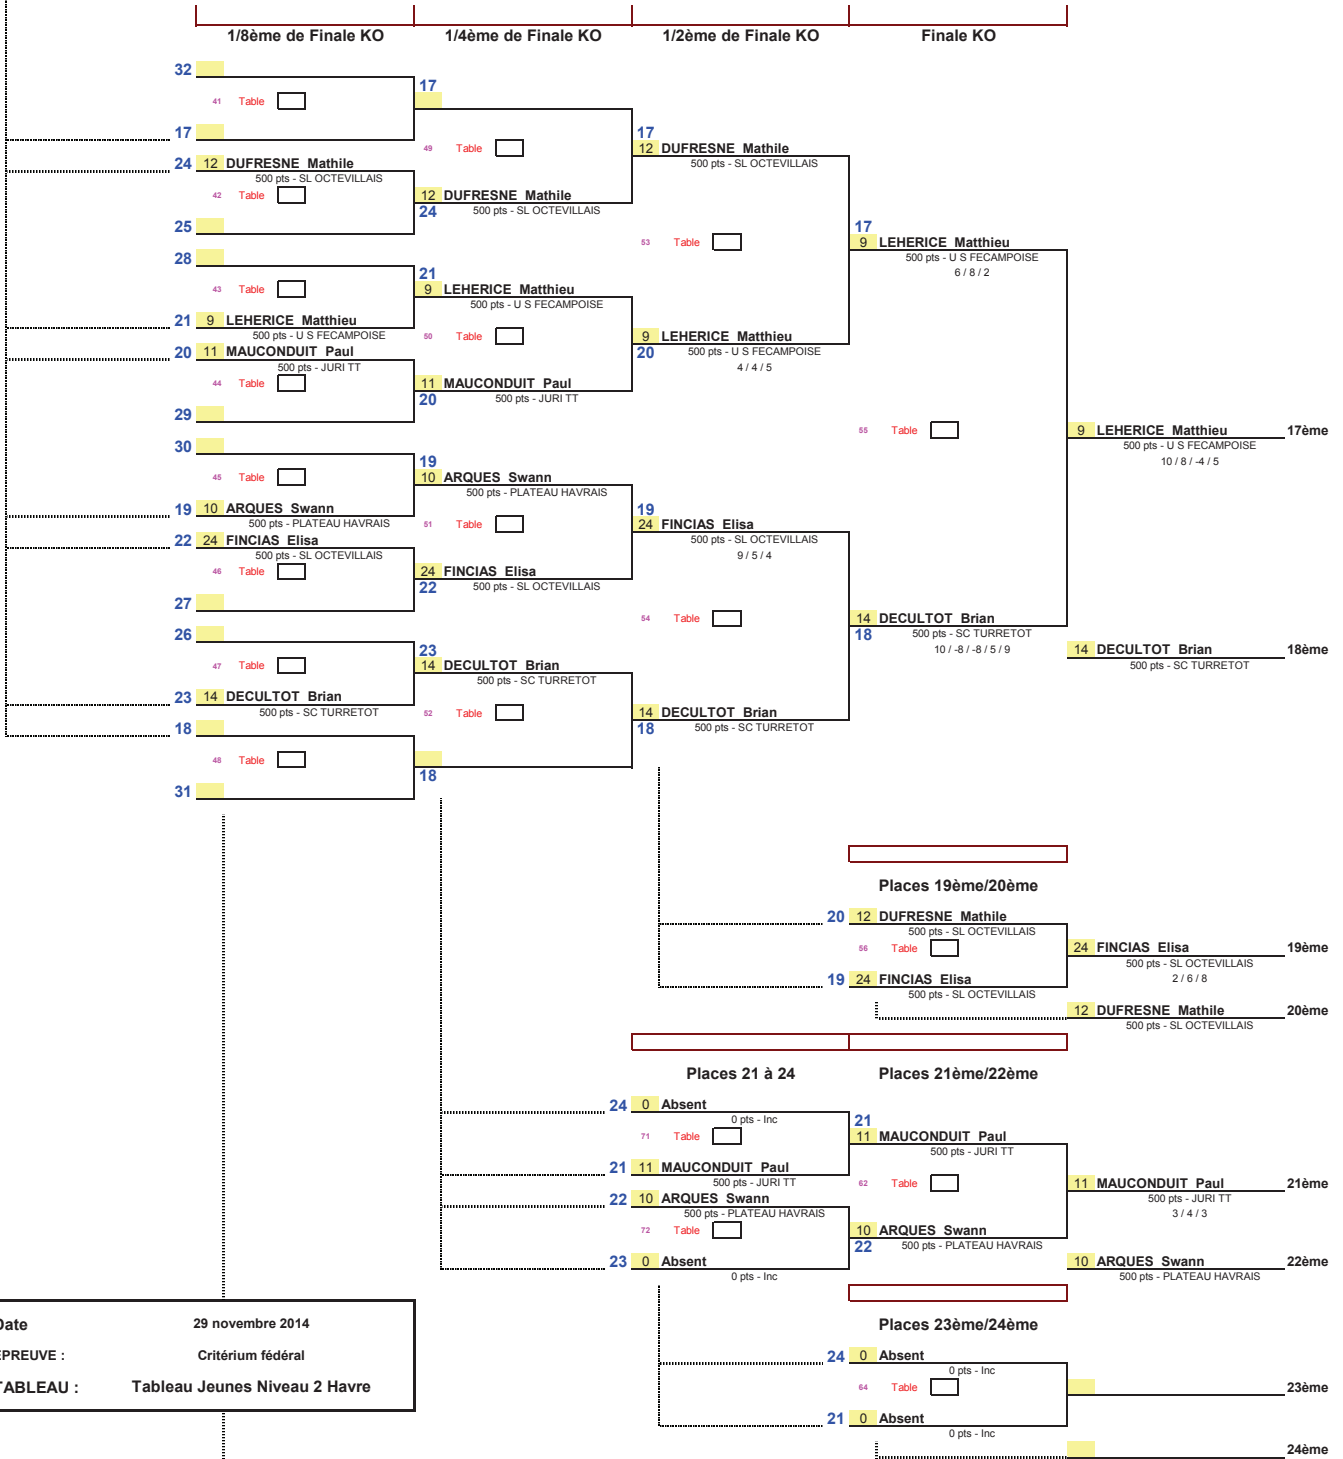 1/8ème de Finale KO 1/4ème de Finale KO 1/2ème de Finale KO Finale KO
32
17
41 Table
17
17
49 Table
12 DUFRESNE Mathile
500 pts - SL OCTEVILLAIS
24 12 DUFRESNE Mathile
500 pts - SL OCTEVILLAIS
42 Table
12 DUFRESNE Mathile
24 500 pts - SL OCTEVILLAIS
25
17
53 Table
9 LEHERICE Matthieu
500 pts - U S FECAMPOISE
6 / 8 / 2
28
21
43 Table
9 LEHERICE Matthieu
500 pts - U S FECAMPOISE
21 9 LEHERICE Matthieu
500 pts - U S FECAMPOISE
50 Table
9 LEHERICE Matthieu
20 500 pts - U S FECAMPOISE
4 / 4 / 5
20 11 MAUCONDUIT Paul
500 pts - JURI TT
44 Table
11 MAUCONDUIT Paul
20 500 pts - JURI TT
29
55 Table
9 LEHERICE Matthieu 17ème
500 pts - U S FECAMPOISE
10 / 8 / -4 / 5
30
19
45 Table
10 ARQUES Swann
500 pts - PLATEAU HAVRAIS
19 10 ARQUES Swann
500 pts - PLATEAU HAVRAIS
19
51 Table
24 FINCIAS Elisa
500 pts - SL OCTEVILLAIS
9 / 5 / 4
22 24 FINCIAS Elisa
500 pts - SL OCTEVILLAIS
46 Table
24 FINCIAS Elisa
22 500 pts - SL OCTEVILLAIS
27
54 Table
14 DECULTOT Brian
18 500 pts - SC TURRETOT
10 / -8 / -8 / 5 / 9
14 DECULTOT Brian 18ème
500 pts - SC TURRETOT
26
23
47 Table
14 DECULTOT Brian
500 pts - SC TURRETOT
23 14 DECULTOT Brian
500 pts - SC TURRETOT
52 Table
14 DECULTOT Brian
18 500 pts - SC TURRETOT
18
48 Table
18
31
Places 19ème/20ème
20 12 DUFRESNE Mathile
500 pts - SL OCTEVILLAIS
56 Table
24 FINCIAS Elisa 19ème
500 pts - SL OCTEVILLAIS
2 / 6 / 8
19 24 FINCIAS Elisa
500 pts - SL OCTEVILLAIS
12 DUFRESNE Mathile 20ème
500 pts - SL OCTEVILLAIS
Places 21 à 24 Places 21ème/22ème
24 0 Absent
0 pts - Inc
21
71 Table
11 MAUCONDUIT Paul
500 pts - JURI TT
21 11 MAUCONDUIT Paul
500 pts - JURI TT
62 Table
11 MAUCONDUIT Paul 21ème
500 pts - JURI TT
3 / 4 / 3
22 10 ARQUES Swann
500 pts - PLATEAU HAVRAIS
72 Table
10 ARQUES Swann
22 500 pts - PLATEAU HAVRAIS
23 0 Absent
0 pts - Inc
10 ARQUES Swann 22ème
500 pts - PLATEAU HAVRAIS
Places 23ème/24ème
24 0 Absent
0 pts - Inc
64 Table
23ème
21 0 Absent
0 pts - Inc
24ème
Date 29 novembre 2014
EPREUVE : Critérium fédéral
TABLEAU : Tableau Jeunes Niveau 2 Havre